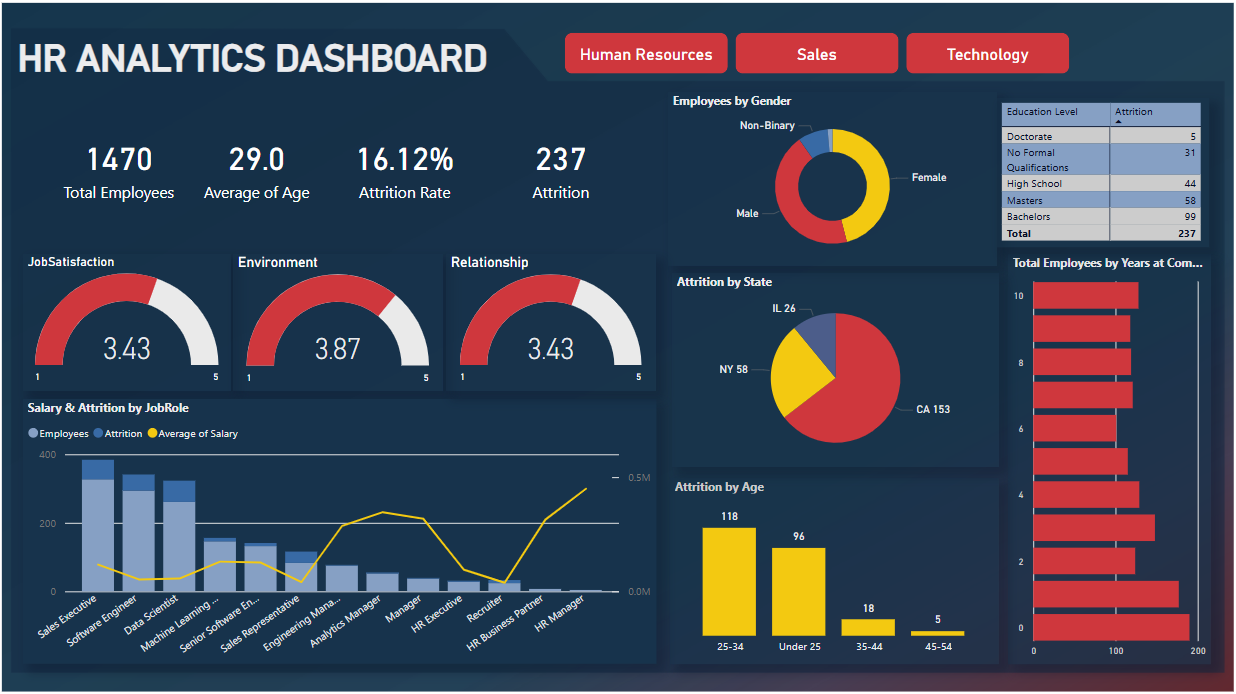 HR ANALYTICS DASHBOARD
Human Resources
Sales
Technology
1470
Total Employees
29.0
Average of Age
16.12%
Attrition Rate
237
Attrition
Employees by Gender
Non-Binary
Female
Male
Education Level Attrition
Doctorate 5
No Formal 31
Qualifications
High School 44
Masters 58
Bachelors 99
Total 237
JobSatisfaction
3.43
1 5
Environment
3.87
1 5
Relationship
3.43
1 5
Attrition by State
IL 26
NY 58
CA 153
Total Employees by Years at Com...
10
8
6
4
2
0
0 100 200
Salary & Attrition by JobRole
Employees Attrition Average of Salary
400
200
0
0.5M
0.0M
Sales Executive
Software Engineer
Data Scientist
Machine Learning ...
Senior Software En...
Sales Representative
Engineering Mana...
Analytics Manager
Manager
HR Executive
Recruiter
HR Business Partner
HR Manager
Attrition by Age
118
96
18
5
25-34
Under 25
35-44
45-54